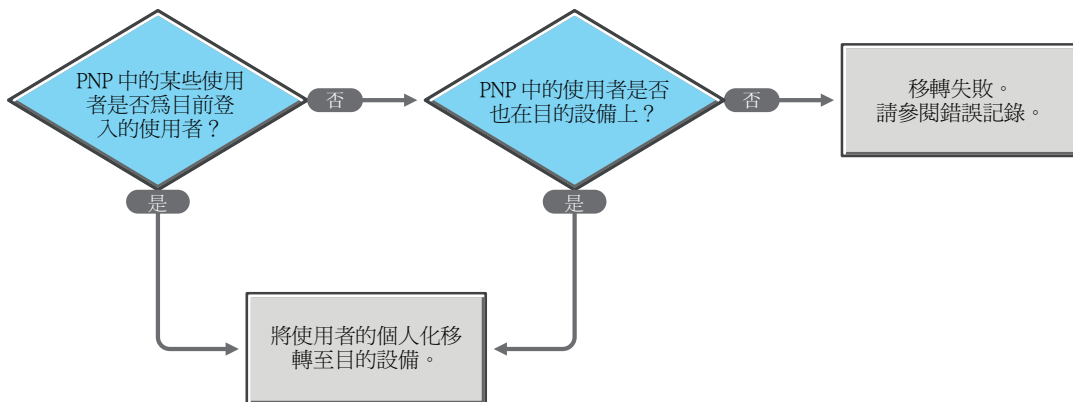 PNP 中的某些使用
者是否爲目前登
入的使用者？
否
PNP 中的使用者是否
也在目的設備上？
否
移轉失敗。
請參閱錯誤記錄。
是
是
將使用者的個人化移
轉至目的設備。